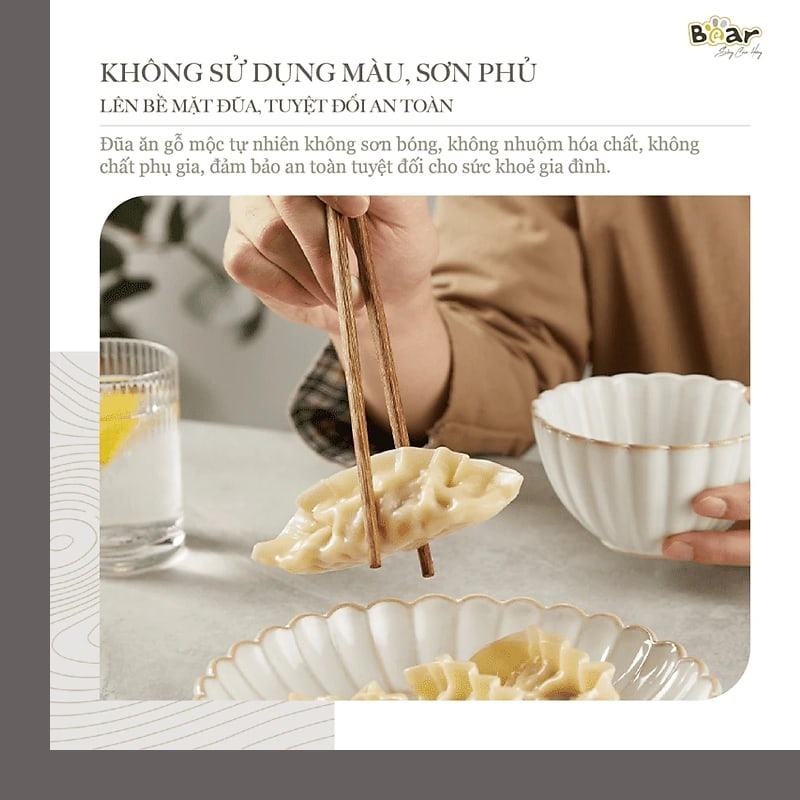 Bear
KHÔNG SỬ DỤNG MÀU, SƠN PHỦ
LÊN BỀ MẶT ĐŨA, TUYỆT ĐỐI AN TOÀN
Đũa ăn gỗ mộc tự nhiên không sơn bóng, không nhuộm hóa chất, không
chất phụ gia, đảm bảo an toàn tuyệt đối cho sức khoẻ gia đình.